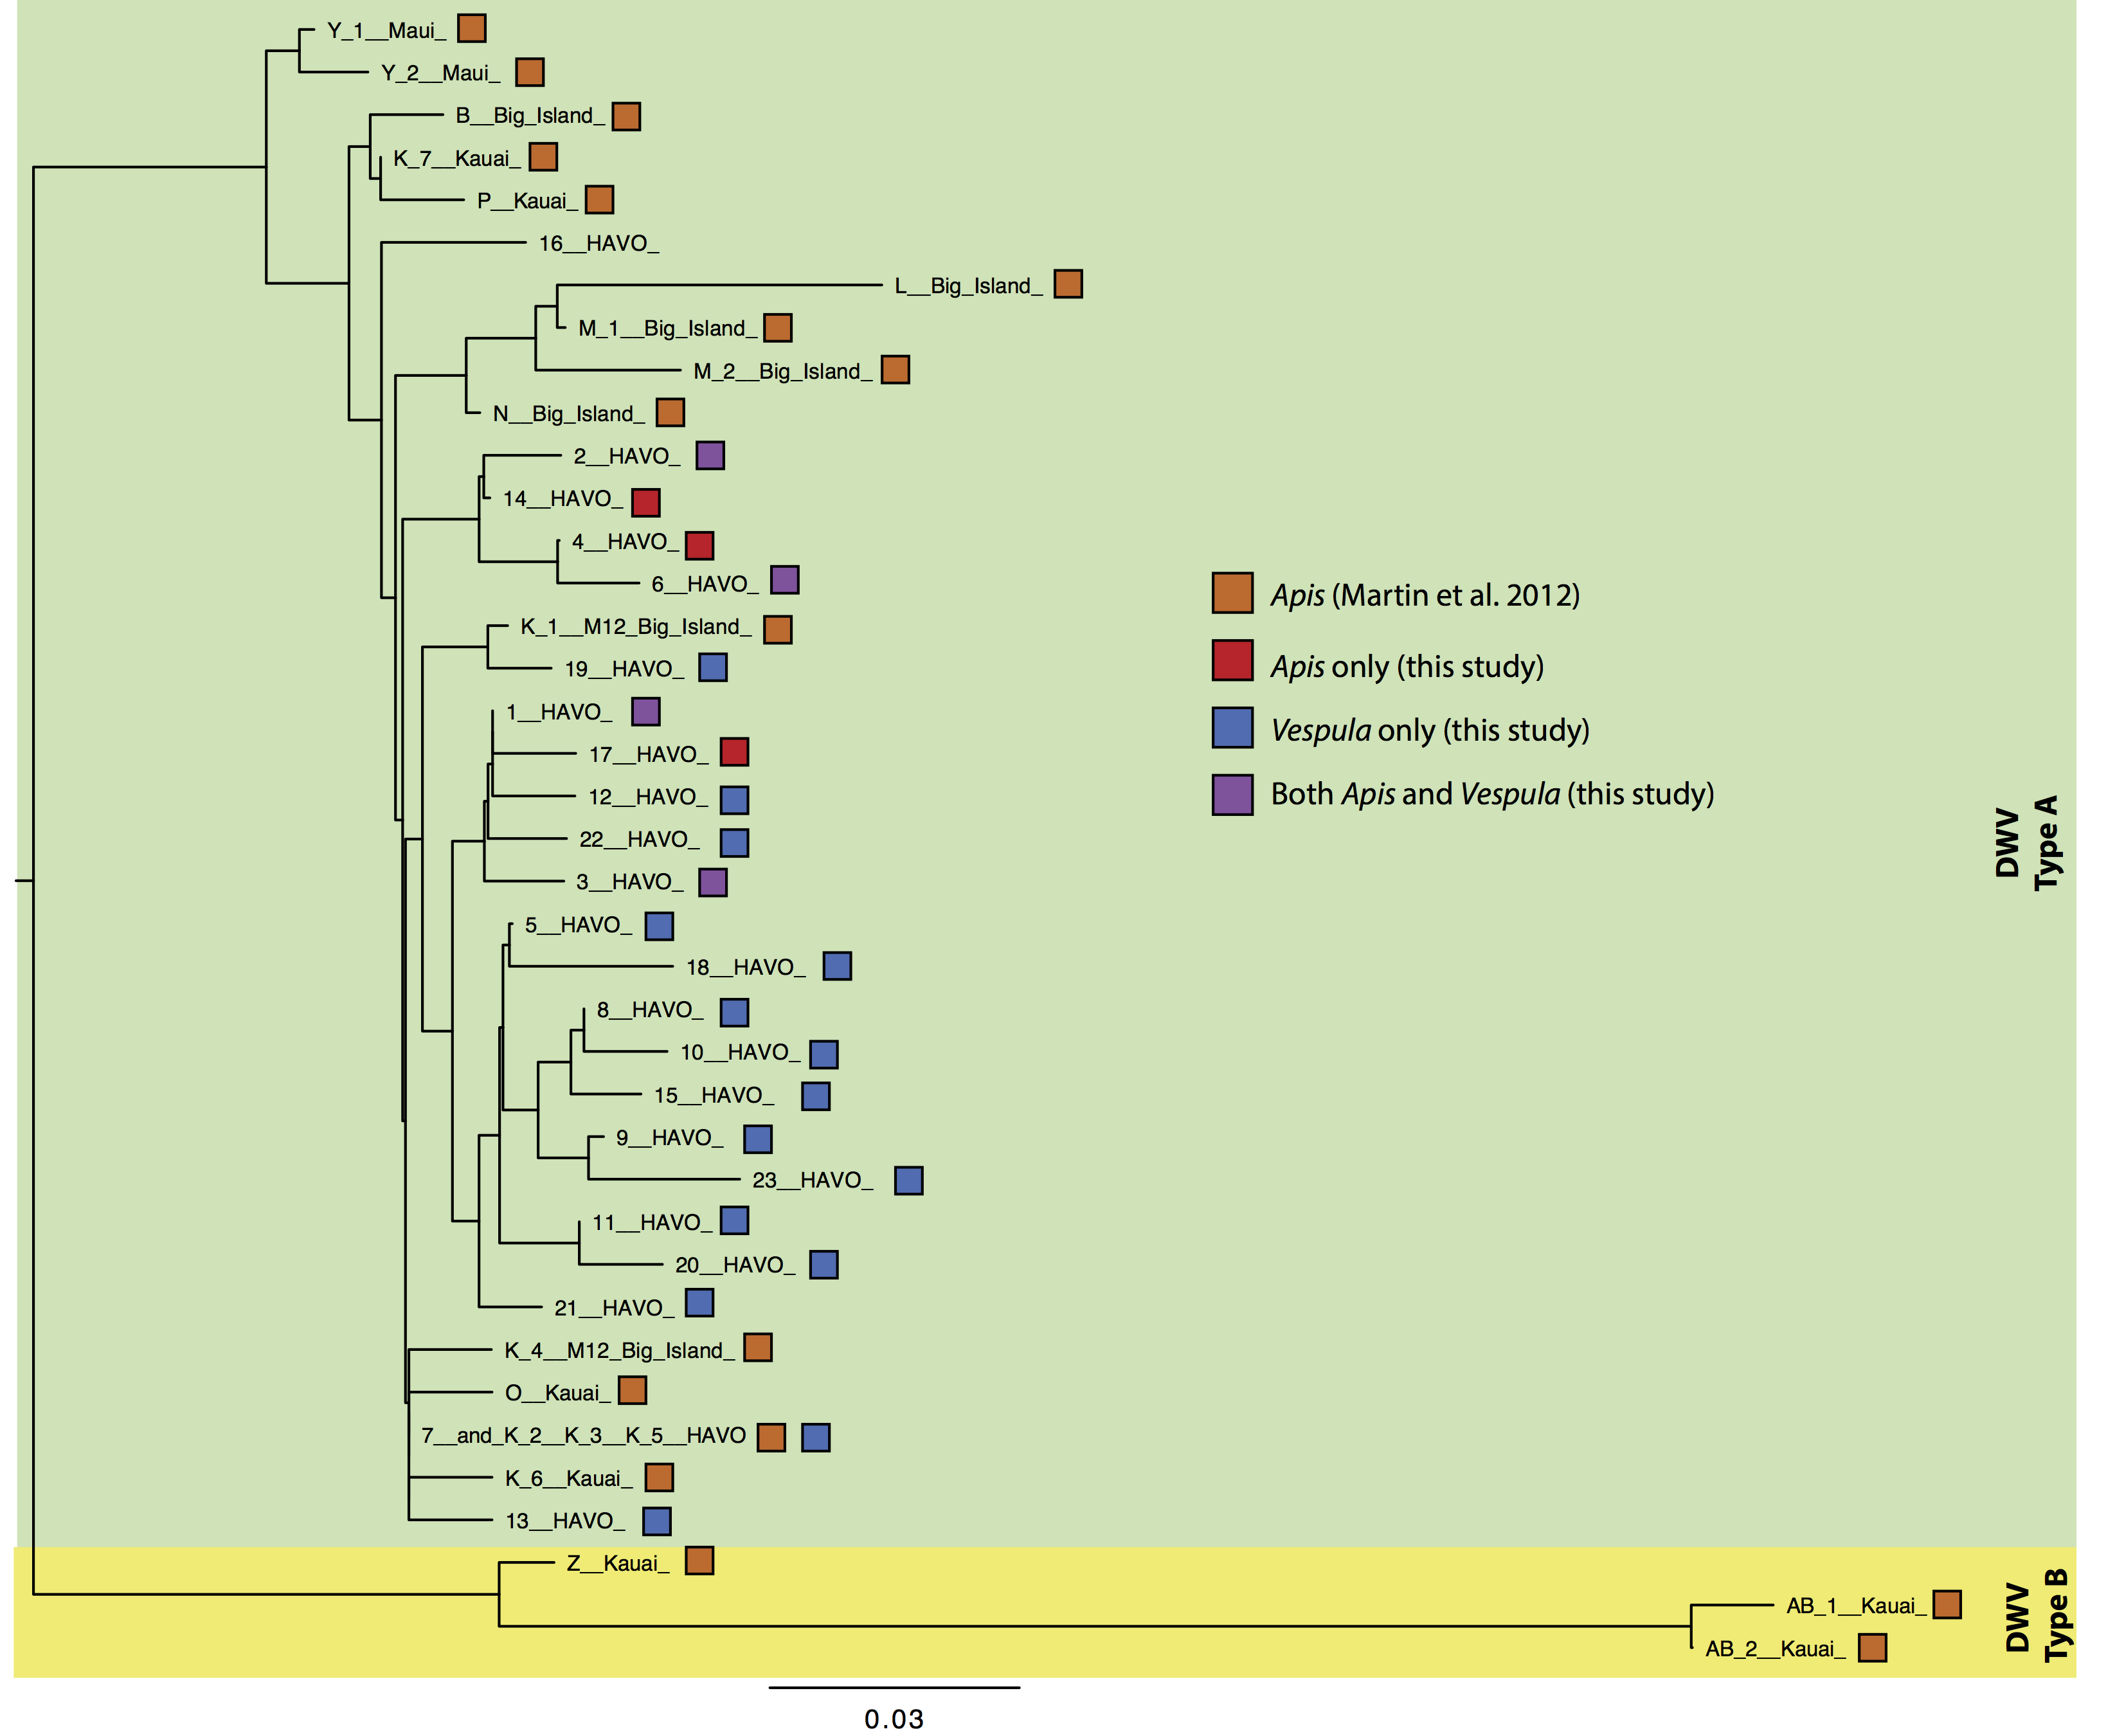 Y_1__Maui_
Y_2__Maui_
B__Big_Island_
K_7__Kauai_
P__Kauai_
16__HAVO_
L__Big_Island_
M_1__Big_Island_
M_2__Big_Island_
N__Big_Island_
2__HAVO_
14__HAVO_
4__HAVO_
6__HAVO_
K_1__M12_Big_Island_
19__HAVO_
1__HAVO_
17__HAVO_
12__HAVO_
22__HAVO_
3__HAVO_
5__HAVO_
18__HAVO_
8__HAVO_
10__HAVO_
15__HAVO_
9__HAVO_
23__HAVO_
11__HAVO_
20__HAVO_
21__HAVO_
K_4__M12_Big_Island_
O__Kauai_
7__and_K_2__K_3__K_5__HAVO
K_6__Kauai_
13__HAVO_
Z__Kauai_
AB_1__Kauai_
AB_2__Kauai_
Apis (Martin et al. 2012)
Apis only (this study)
Vespula only (this study)
Both Apis and Vespula (this study)
DWV
Type A
DWV
Type B
0.03